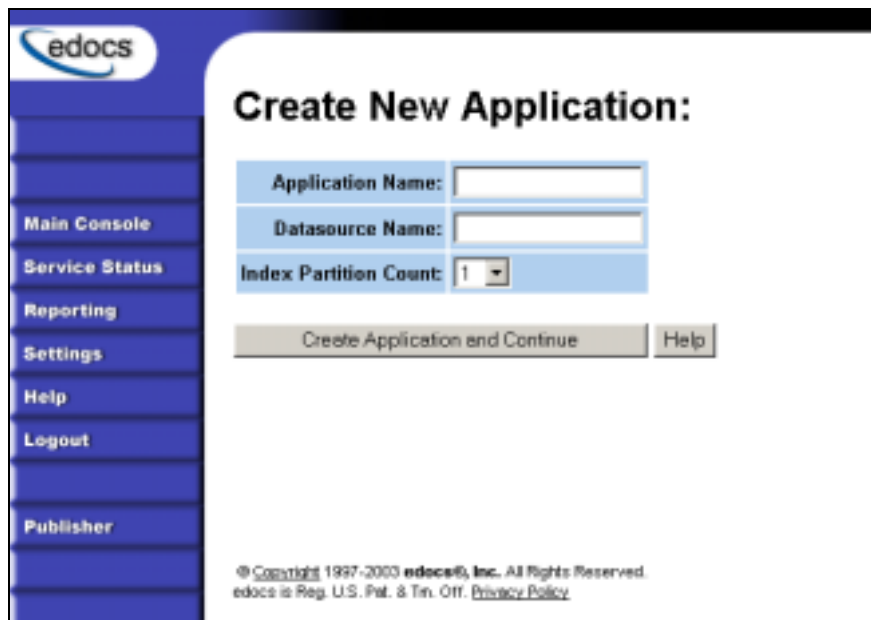 edocs
Create New Application:
Application Name:
Datasource Name:
Index Partition Count: 1
Create Application and Continue Help
Main Console
Service Status
Reporting
Settings
Help
Logout
Publisher
© Copyright 1997-2003 edocs®, Inc. All Rights Reserved.
edocs is Reg. U.S. Pat. & Tm. Off. Privacy Policy